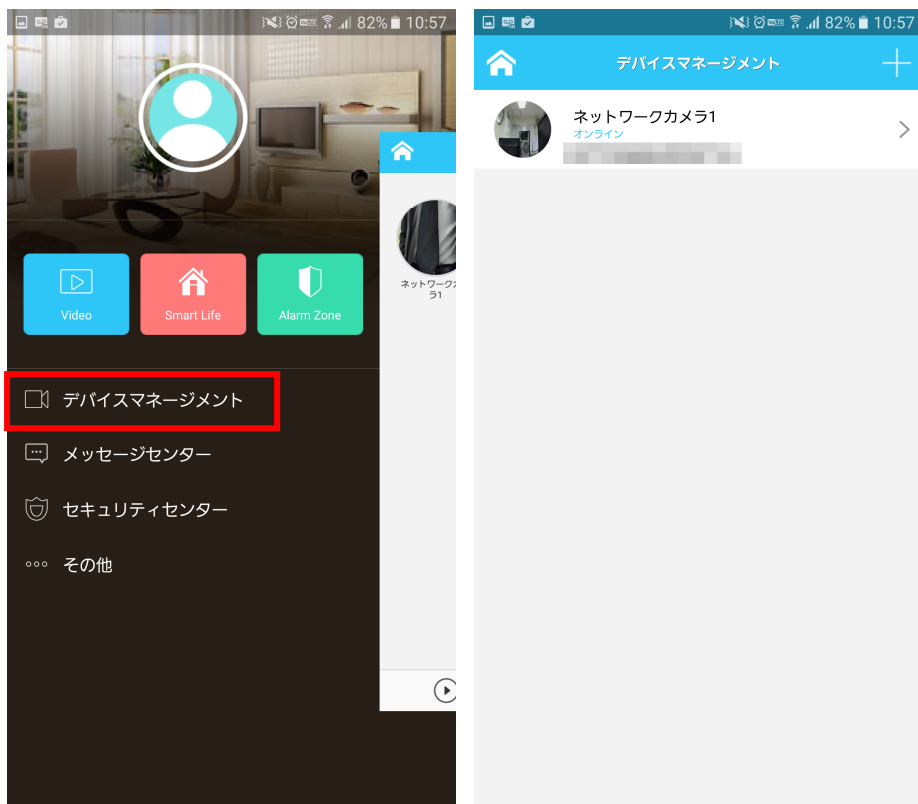 82% 10:57
Video
Smart Life
Alarm Zone
ネットワークカ
ラ1
デバイスマネージメント
メッセージセンター
セキュリティセンター
その他
82% 10:57
デバイスマネージメント
ネットワークカメラ1
オンライン